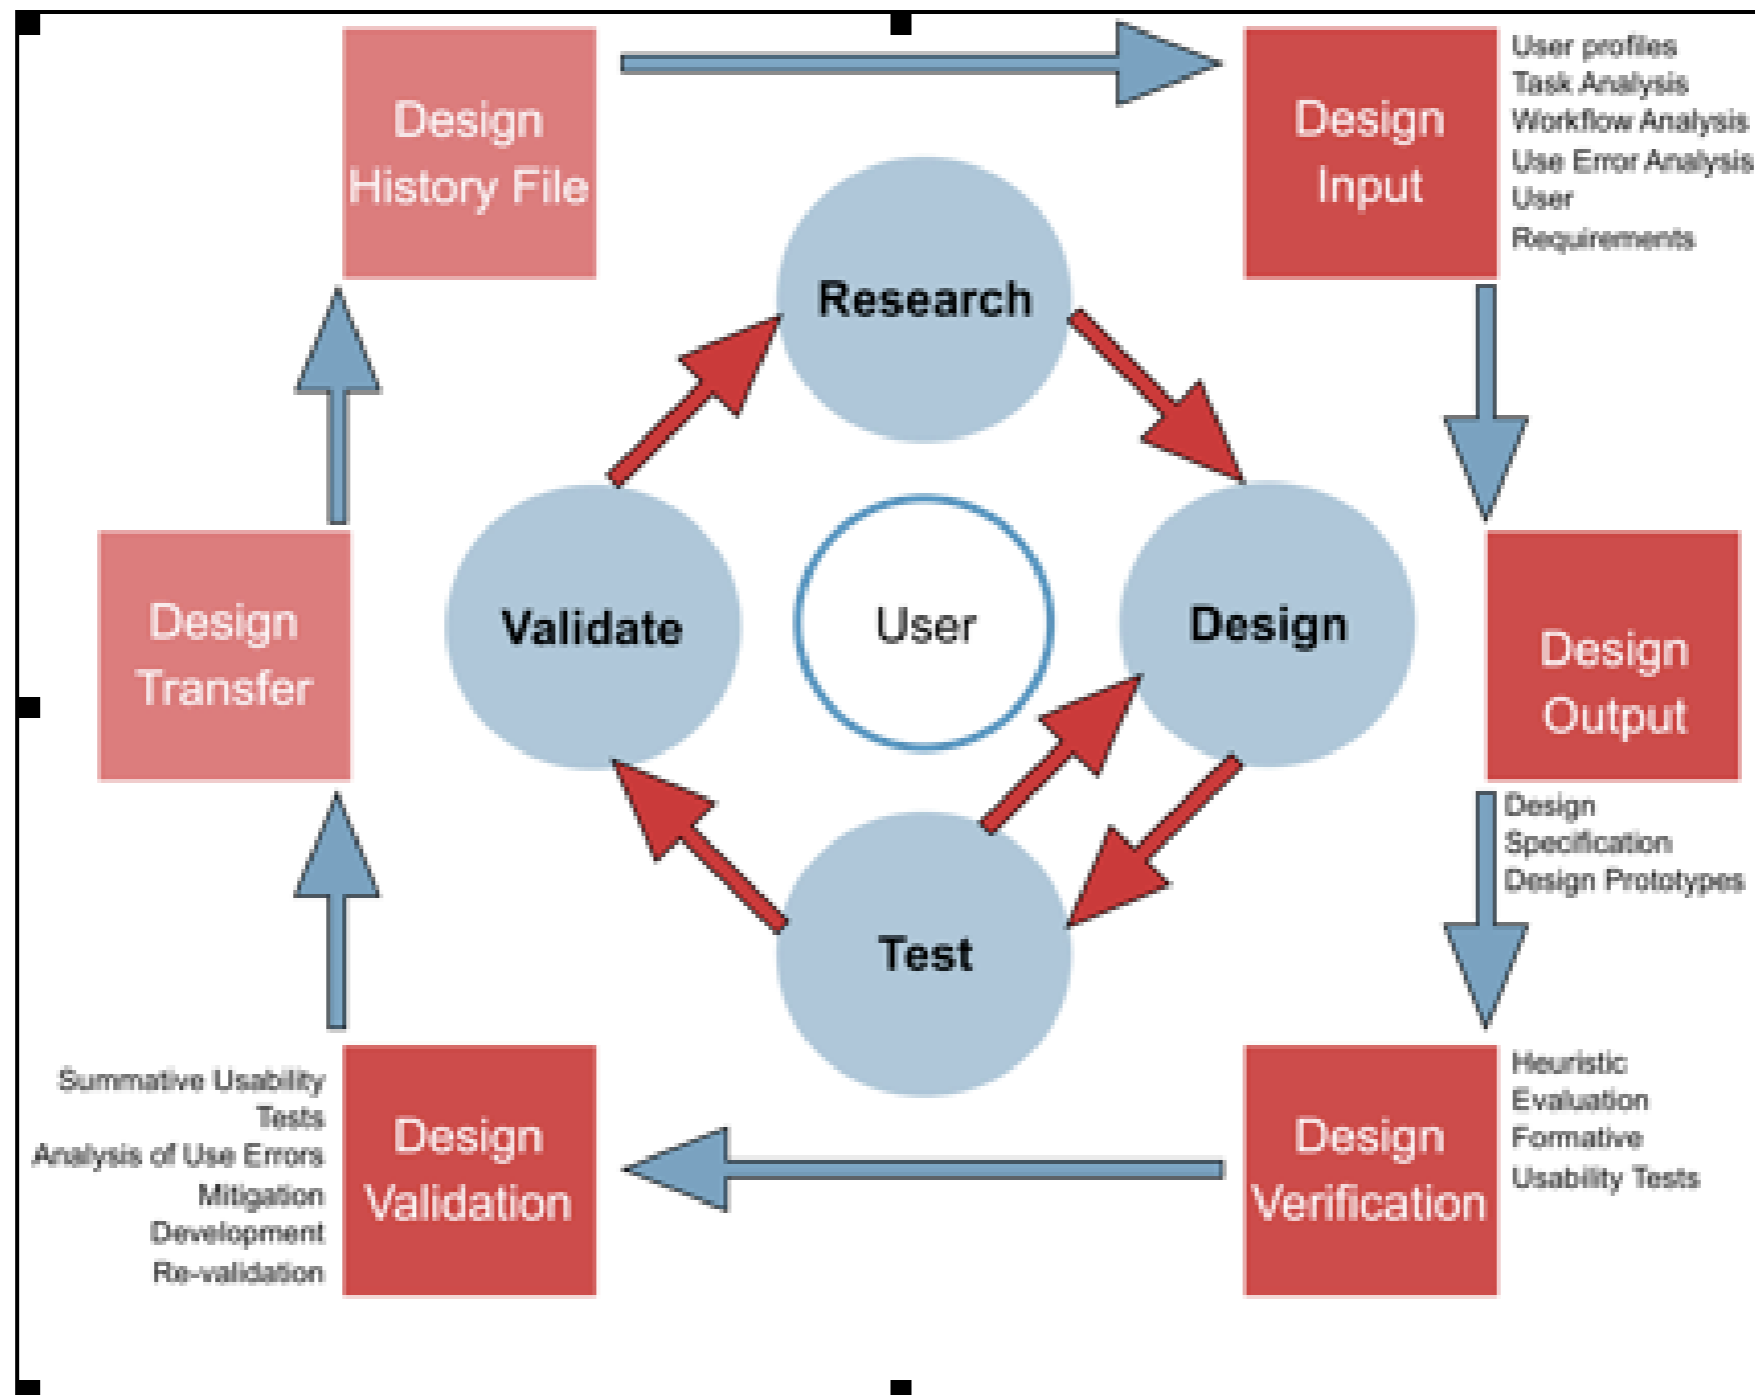 Design
History File
Design
Input
User profiles
Task Analysis
Workflow Analysis
Use Error Analysis
User
Requirements
Research
Validate
User
Design
Design
Transfer
Design
Output
Design
Specification
Design Prototypes
Test
Summative Usability
Tests
Analysis of Use Errors
Mitigation
Development
Re-validation
Design
Validation
Design
Verification
Heuristic
Evaluation
Formative
Usability Tests